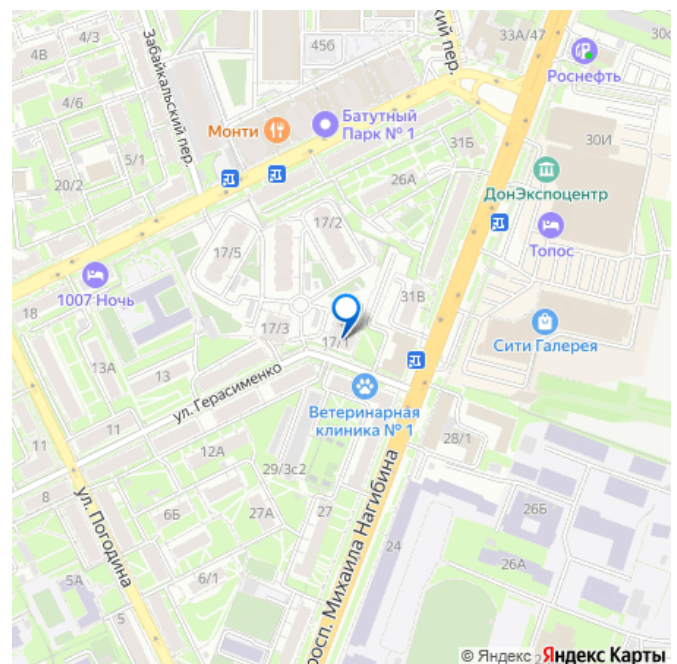 4/3
4В
4/6
5/1
20/2
Забайкальский пер.
45б
кий пер.
33А/47
Роснефть
Монти
Батутный
Парк № 1
31Б
30И
26А
ДонЭкспоцентр
17/2
17/5
Топос
1007 Ночь
18
31В
17/3
17/1
Сити Галерея
13А
13
ул. Герасименко
Ветеринарная
клиника № 1
11
11
12А
28/1
29/3с2
8
ул. Погодина
6Б
27А
27
просп. Михаила Нагибина
26Б
24
26А
5А
6/1
5
© Яндекс Яндекс Карты